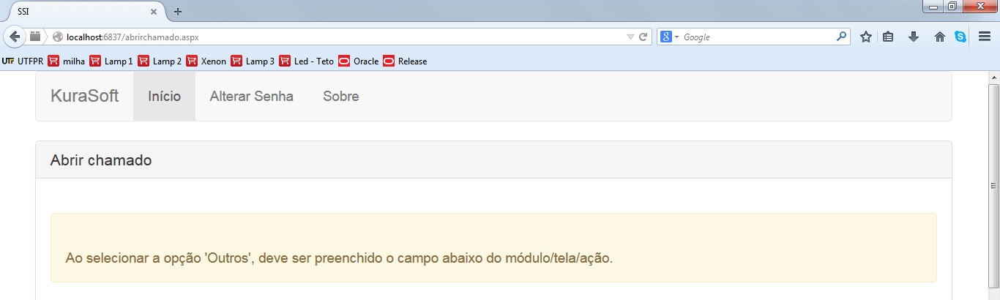 SSI
localhost:6837/abrirchamado.aspx
Google
UTF UTFPR milha Lamp 1 Lamp 2 Xenon Lamp 3 Led - Teto Oracle Release
KuraSoft Início Alterar Senha Sobre
Abrir chamado
Ao selecionar a opção 'Outros', deve ser preenchido o campo abaixo do módulo/tela/ação.